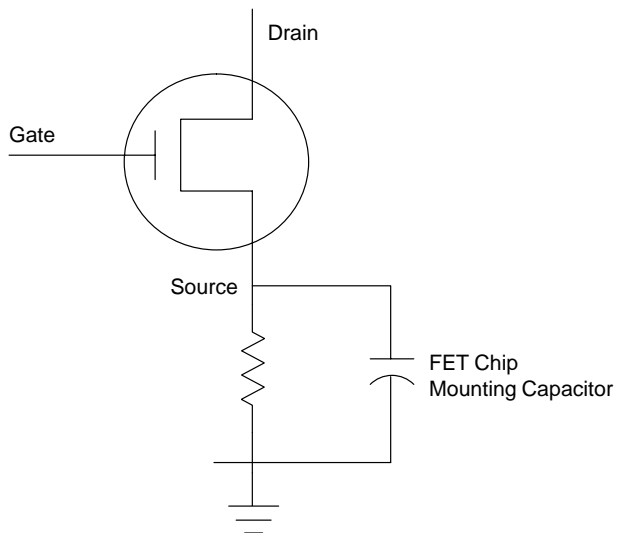 Drain
Gate
Source
FET Chip
Mounting Capacitor